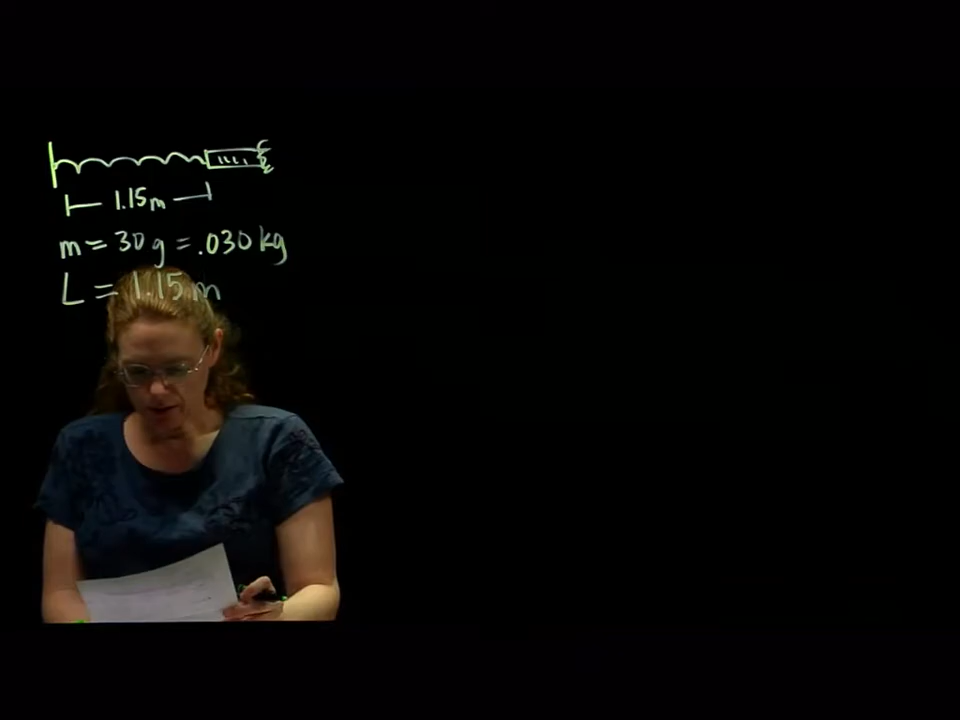 1.15m
m = 30 g = .030 kg
L = 1.15 m